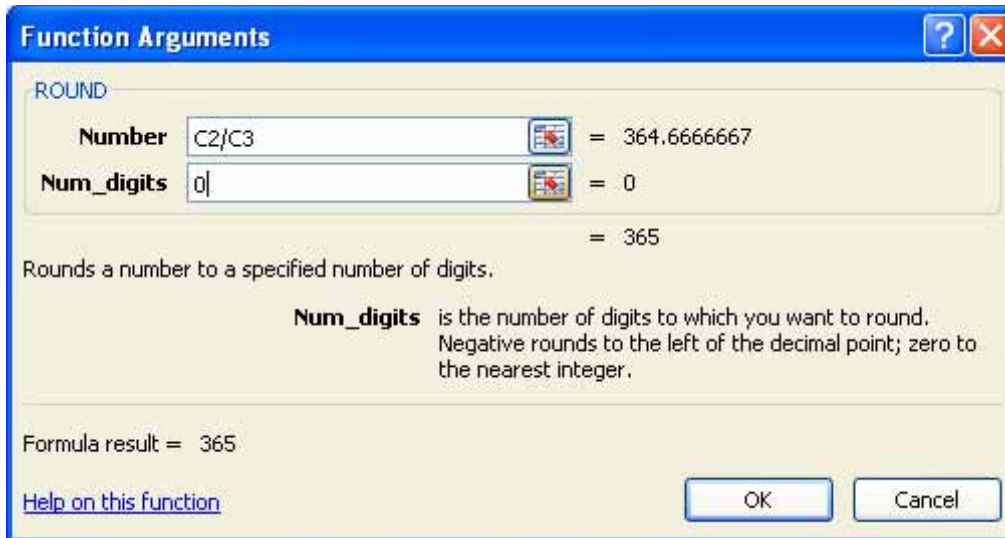 Function Arguments
ROUND
Number C2/C3 = 364.6666667
Num_digits 0 = 0
= 365
Rounds a number to a specified number of digits.
Num_digits is the number of digits to which you want to round.
Negative rounds to the left of the decimal point; zero to
the nearest integer.
Formula result = 365
Help on this function OK Cancel